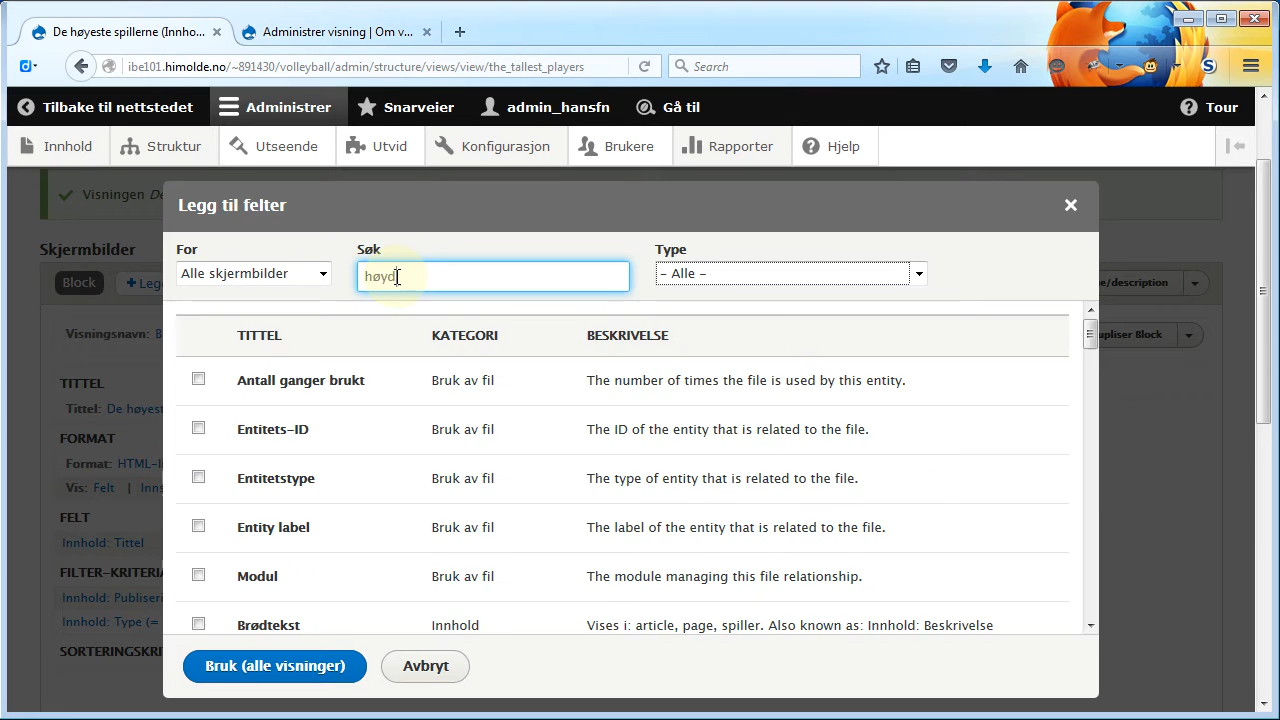 De høyeste spillerne (Innho... × Administrer visning | Om v... × +
ibe101.himolde.no/~891430/volleyball/admin/structure/views/view/the_tallest_players Search
Tilbake til nettstedet Administrer Snarveier admin_hansfn Gå til Tour
Innhold Struktur Utseende Utvid Konfigurasjon Brukere Rapporter Hjelp
Visningen De
Legg til felter
Skjermbilder
For Søk Type
Alle skjermbilder høyd - Alle -
Block + Leg e/description
Visningsnavn: B upliser Block
TITTEL KATEGORI BESKRIVELSE
TITTEL
Antall ganger brukt Bruk av fil The number of times the file is used by this entity.
Tittel: De høyest
Entitets-ID Bruk av fil The ID of the entity that is related to the file.
FORMAT
Format: HTML-l
Entitetstype Bruk av fil The type of entity that is related to the file.
Vis: Felt | Inns
FELT
Entity label Bruk av fil The label of the entity that is related to the file.
Innhold: Tittel
FILTER-KRITERIA
Modul Bruk av fil The module managing this file relationship.
Innhold: Publiseri
Innhold: Type (=
Brødtekst Innhold Vises i: article, page, spiller. Also known as: Innhold: Beskrivelse
SORTERINGSKRIT
Bruk (alle visninger) Avbryt